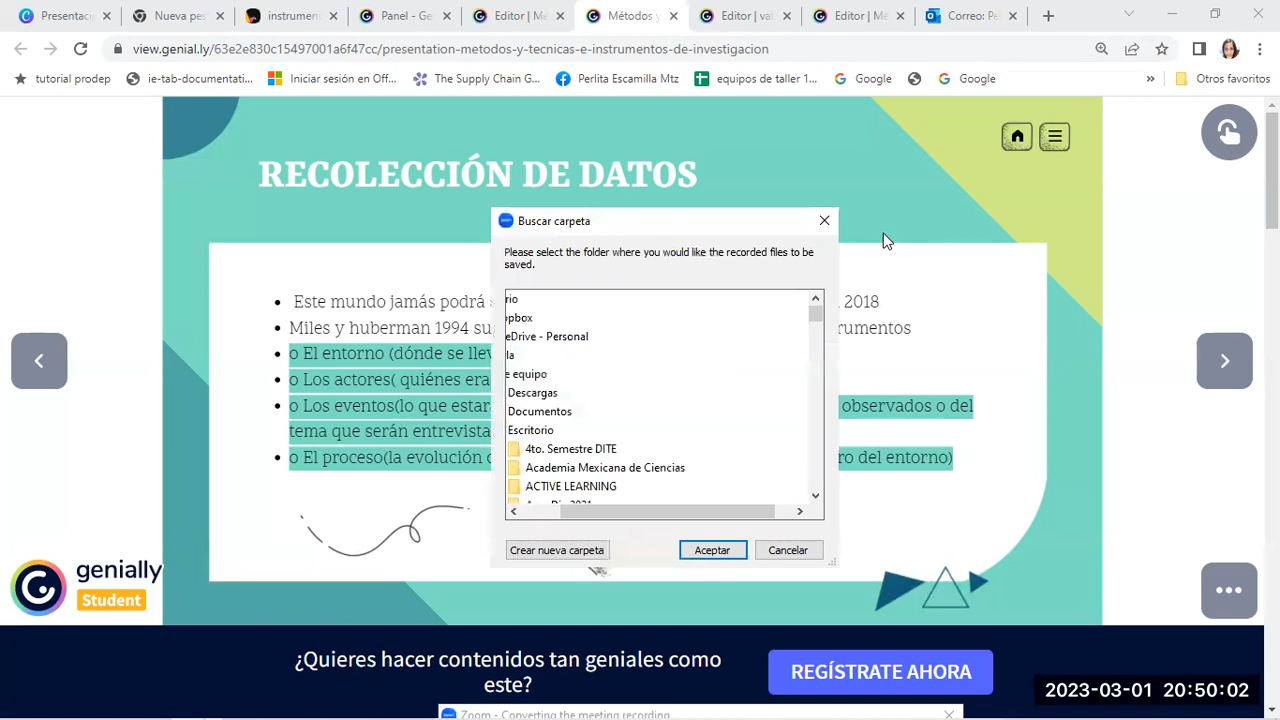 Presentac
Nueva pes
instrumen
Panel - Ge
Editor | M
Métodos y
Editor | va
Editor | Mé
Correo: Pe
view.genial.ly/63e2e830c15497001a6f47cc/presentation-metodos-y-tecnicas-e-instrumentos-de-investigacion
tutorial prodep
ie-tab-documentati...
Iniciar sesión en Off...
The Supply Chain G...
Perlita Escamilla Mtz
equipos de taller 1...
Google
Google
»
Otros favoritos
RECOLECCIÓN DE DATOS
Buscar carpeta
Please select the folder where you would like the recorded files to be
saved.
rio
opbox
eDrive - Personal
la
e equipo
Descargas
Documentos
Escritorio
4to. Semestre DITE
Academia Mexicana de Ciencias
ACTIVE LEARNING
Crear nueva carpeta
Aceptar
Cancelar
• Este mundo jamás podrá 2018
• Miles y huberman 1994 su rumentos
• o El entorno (dónde se llev
• o Los actores( quiénes era
• o Los eventos(lo que estar observados o del
tema que serán entrevista
• o El proceso(la evolución ro del entorno)
genially
Student
¿Quieres hacer contenidos tan geniales como
este?
REGÍSTRATE AHORA
2023-03-01 20:50:02
Zoom - Converting the meeting recording